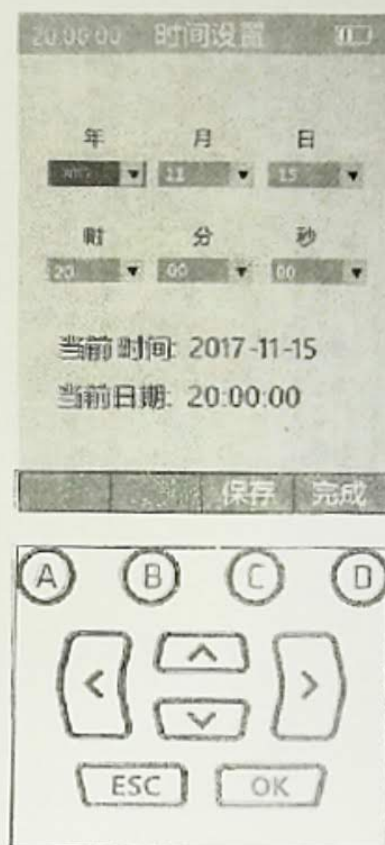 20:00:00 时间设置
年 月 日
2017 11 15
时 分 秒
20 00 00
当前时间: 2017-11-15
当前日期: 20:00:00
保存 完成
A B C D
< ^ >
ESC OK